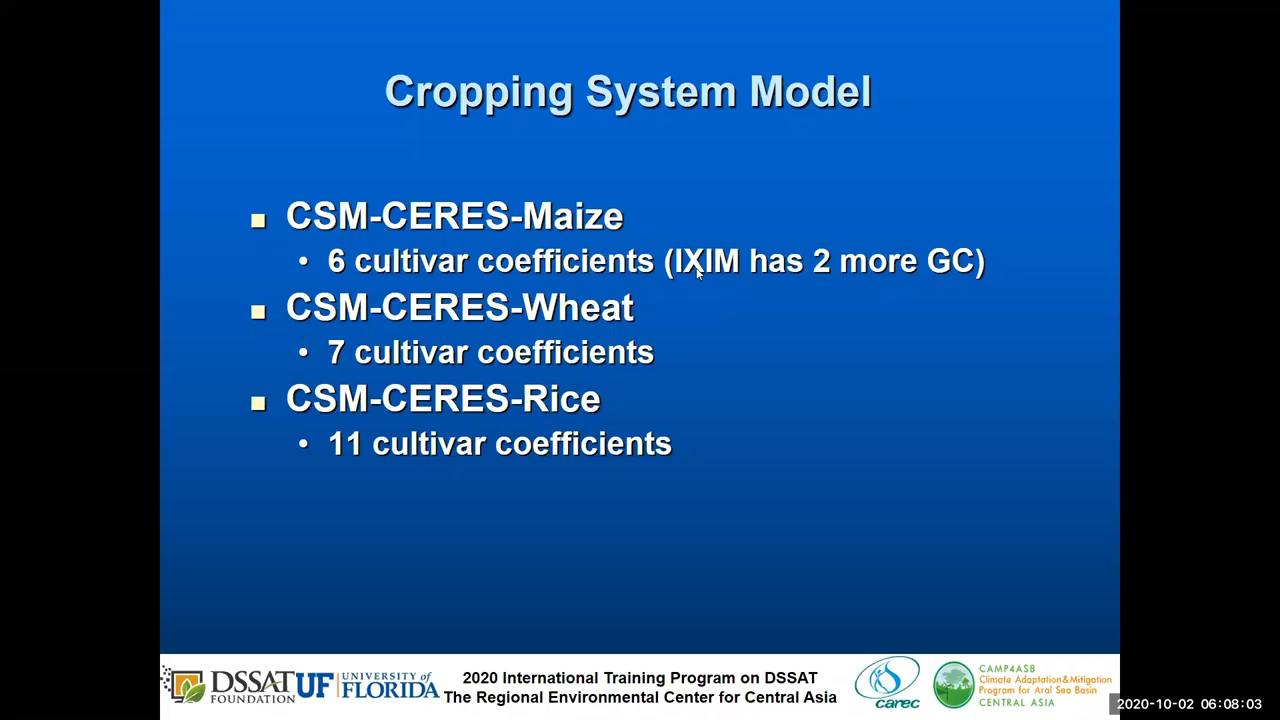 Cropping System Model
CSM-CERES-Maize
6 cultivar coefficients (IXIM has 2 more GC)
CSM-CERES-Wheat
7 cultivar coefficients
CSM-CERES-Rice
11 cultivar coefficients
DSSAT
FOUNDATION
UF UNIVERSITY of
FLORIDA
2020 International Training Program on DSSAT
The Regional Environmental Center for Central Asia
carec
CAMP4ASB
Climate Adaptation & Mitigation
Program for Aral Sea Basin
CENTRAL ASIA
2020-10-02 06:08:03